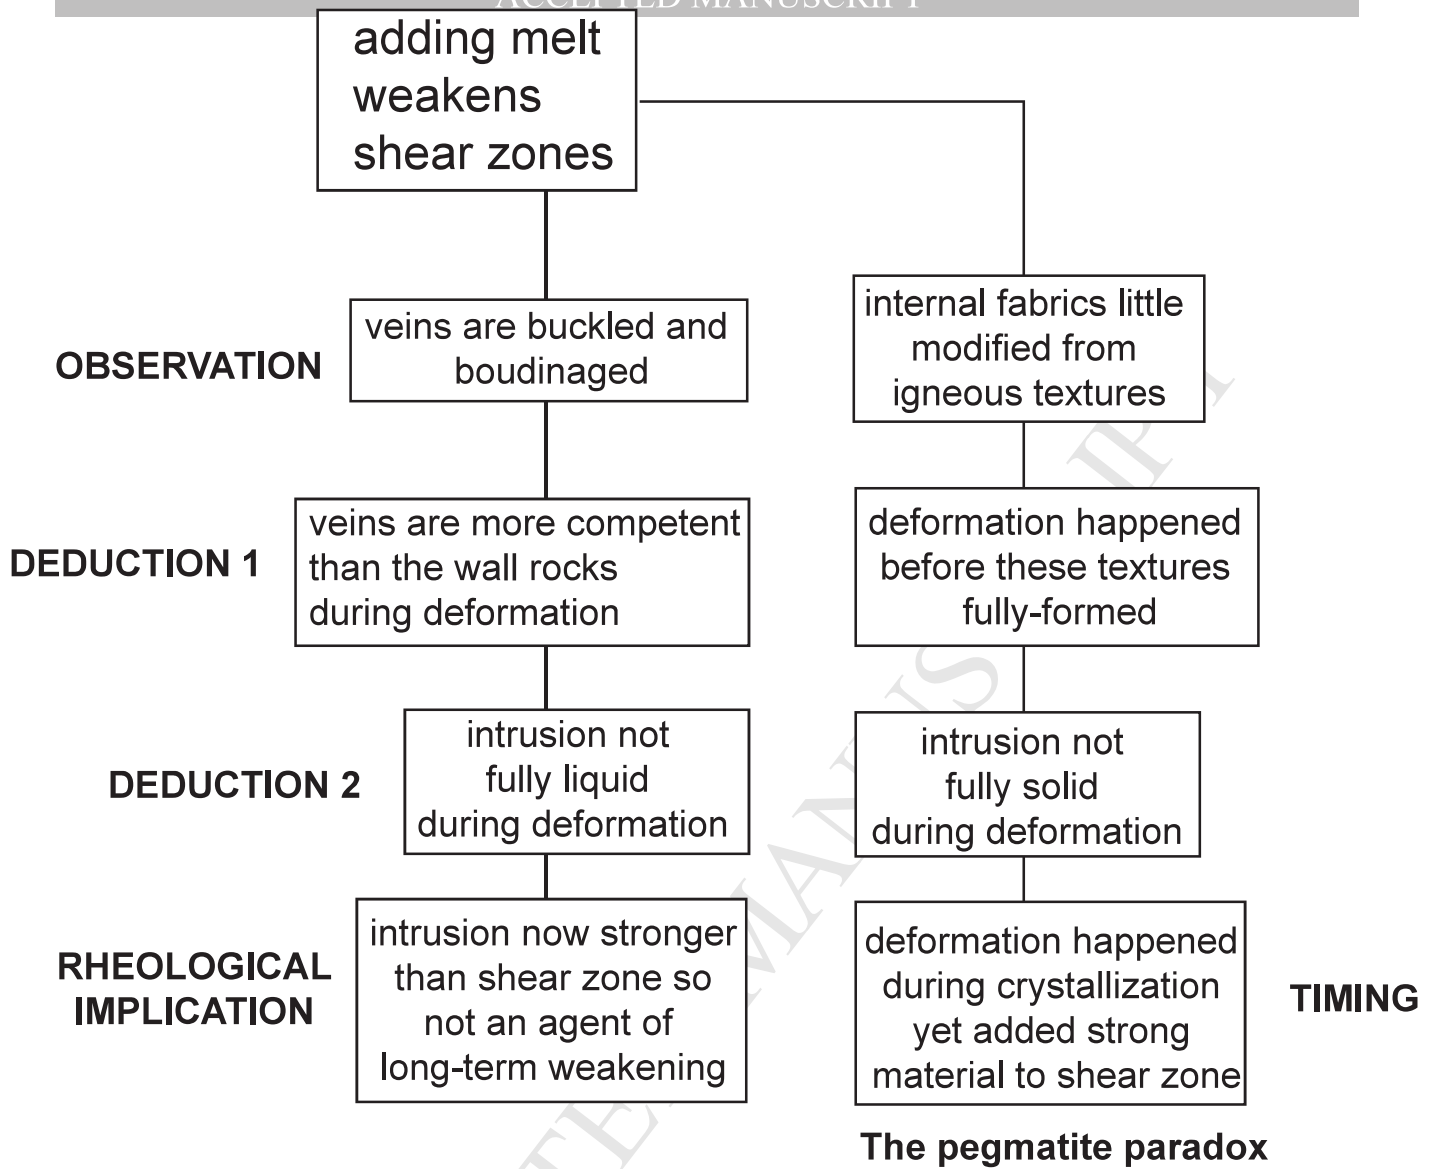 ACCEPTED MANUSCRIPT
adding melt
weakens
shear zones
OBSERVATION
veins are buckled and
boudinaged
internal fabrics little
modified from
igneous textures
DEDUCTION 1
veins are more competent
than the wall rocks
during deformation
deformation happened
before these textures
fully-formed
DEDUCTION 2
intrusion not
fully liquid
during deformation
intrusion not
fully solid
during deformation
RHEOLOGICAL
IMPLICATION
intrusion now stronger
than shear zone so
not an agent of
long-term weakening
deformation happened
during crystallization
yet added strong
material to shear zone
TIMING
The pegmatite paradox